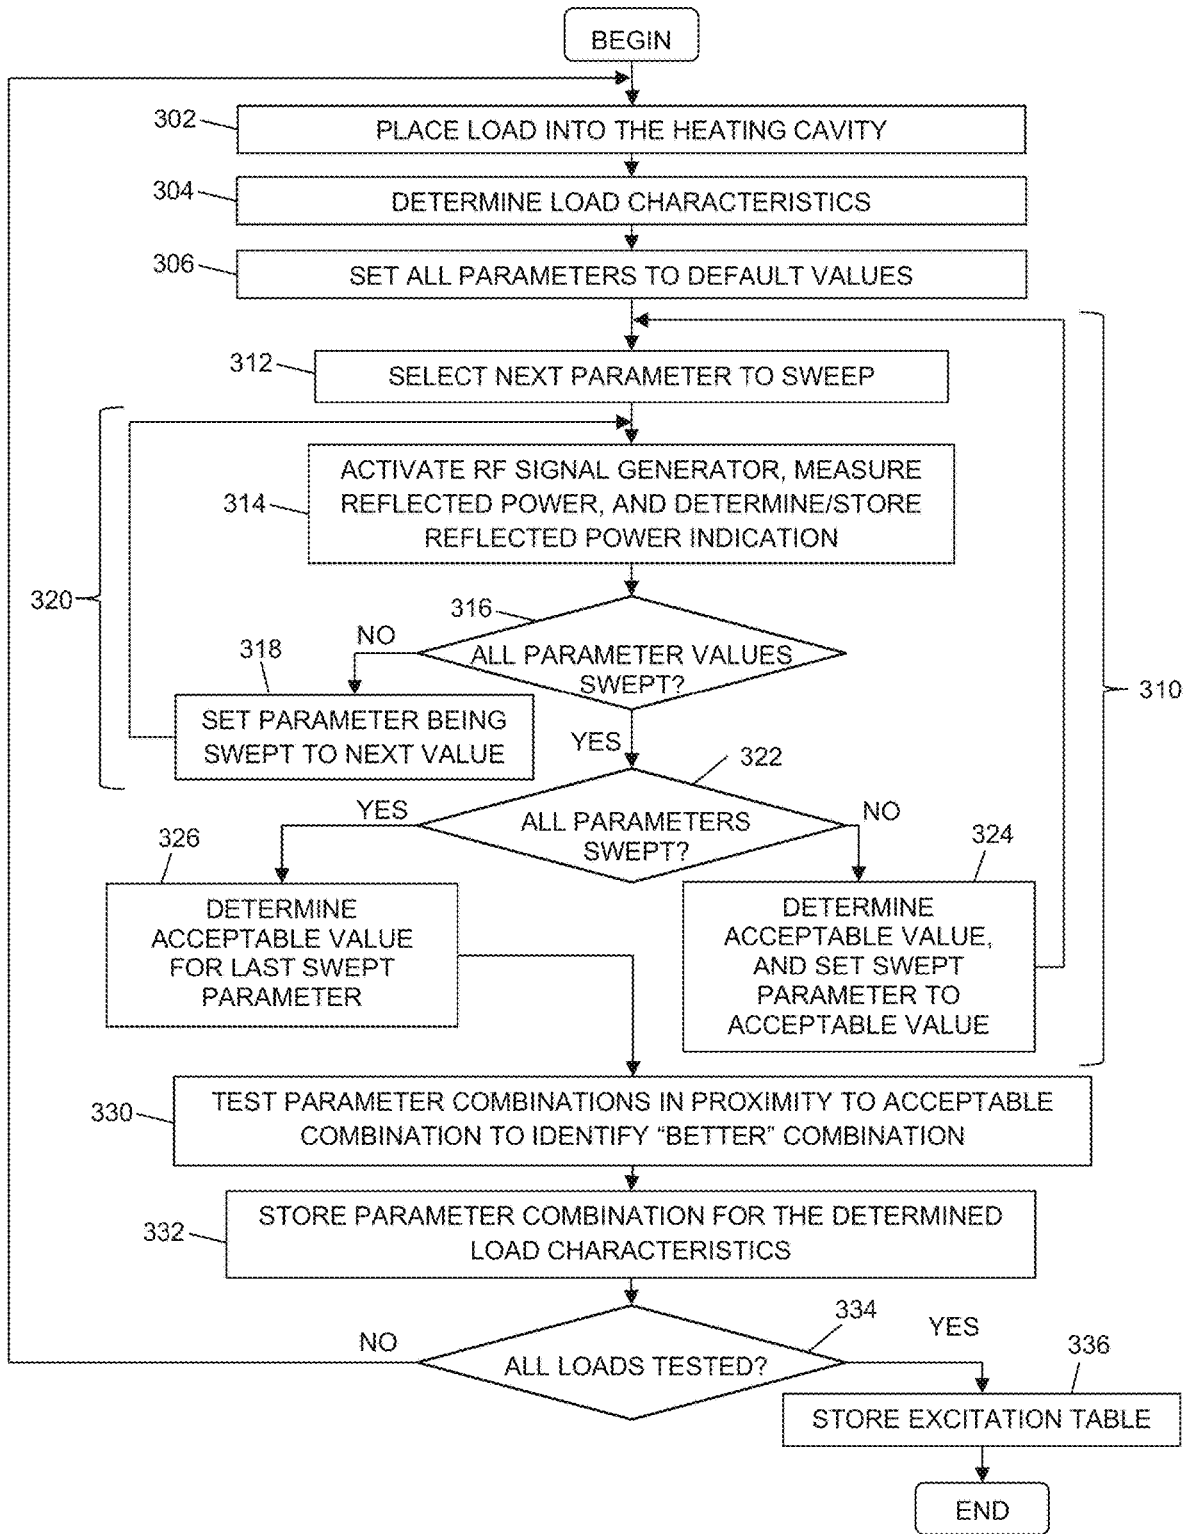 BEGIN
302
PLACE LOAD INTO THE HEATING CAVITY
304
DETERMINE LOAD CHARACTERISTICS
306
SET ALL PARAMETERS TO DEFAULT VALUES
312
SELECT NEXT PARAMETER TO SWEEP
314
ACTIVATE RF SIGNAL GENERATOR, MEASURE
REFLECTED POWER, AND DETERMINE/STORE
REFLECTED POWER INDICATION
320
316
ALL PARAMETER VALUES
SWEPT?
NO
318
SET PARAMETER BEING
SWEPT TO NEXT VALUE
310
YES
322
ALL PARAMETERS
SWEPT?
YES
NO
326
DETERMINE
ACCEPTABLE VALUE
FOR LAST SWEPT
PARAMETER
324
DETERMINE
ACCEPTABLE VALUE,
AND SET SWEPT
PARAMETER TO
ACCEPTABLE VALUE
330
TEST PARAMETER COMBINATIONS IN PROXIMITY TO ACCEPTABLE
COMBINATION TO IDENTIFY “BETTER” COMBINATION
332
STORE PARAMETER COMBINATION FOR THE DETERMINED
LOAD CHARACTERISTICS
334
ALL LOADS TESTED?
NO
YES
336
STORE EXCITATION TABLE
END